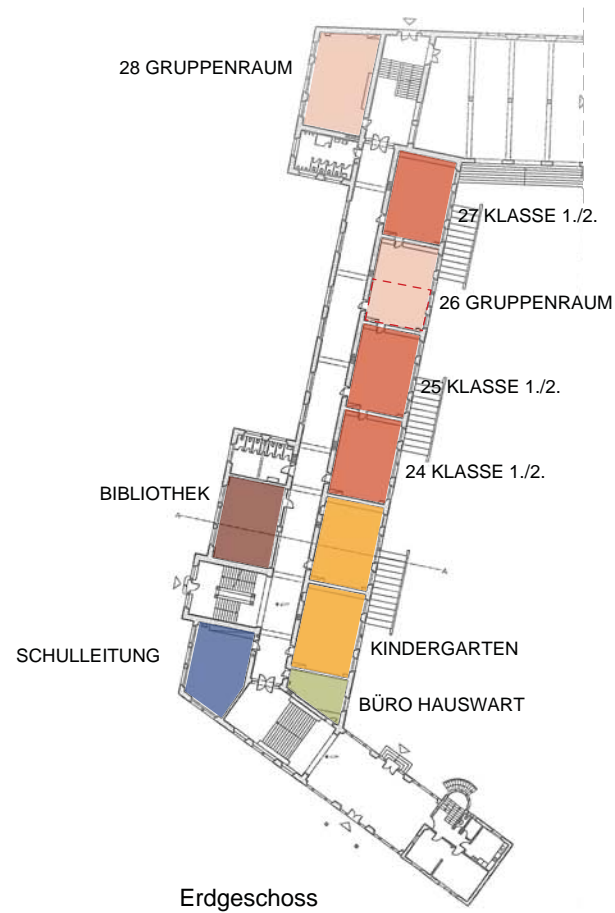 28 GRUPPENRAUM
27 KLASSE 1./2.
26 GRUPPENRAUM
25 KLASSE 1./2.
24 KLASSE 1./2.
BIBLIOTHEK
KINDERGARTEN
SCHULLEITUNG
BÜRO HAUSWART
Erdgeschoss